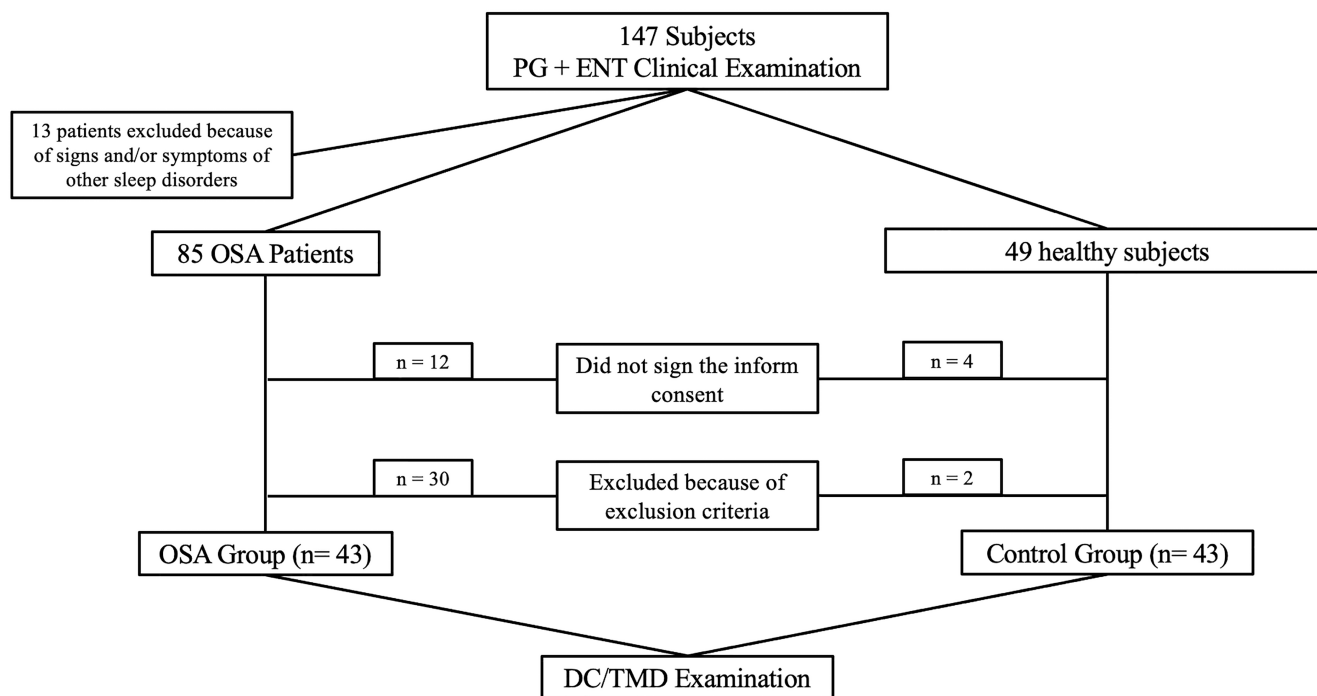 147 Subjects
PG + ENT Clinical Examination
13 patients excluded because
of signs and/or symptoms of
other sleep disorders
85 OSA Patients
49 healthy subjects
n = 12
Did not sign the inform
consent
n = 4
n = 30
Excluded because of
exclusion criteria
n = 2
OSA Group (n= 43)
Control Group (n= 43)
DC/TMD Examination